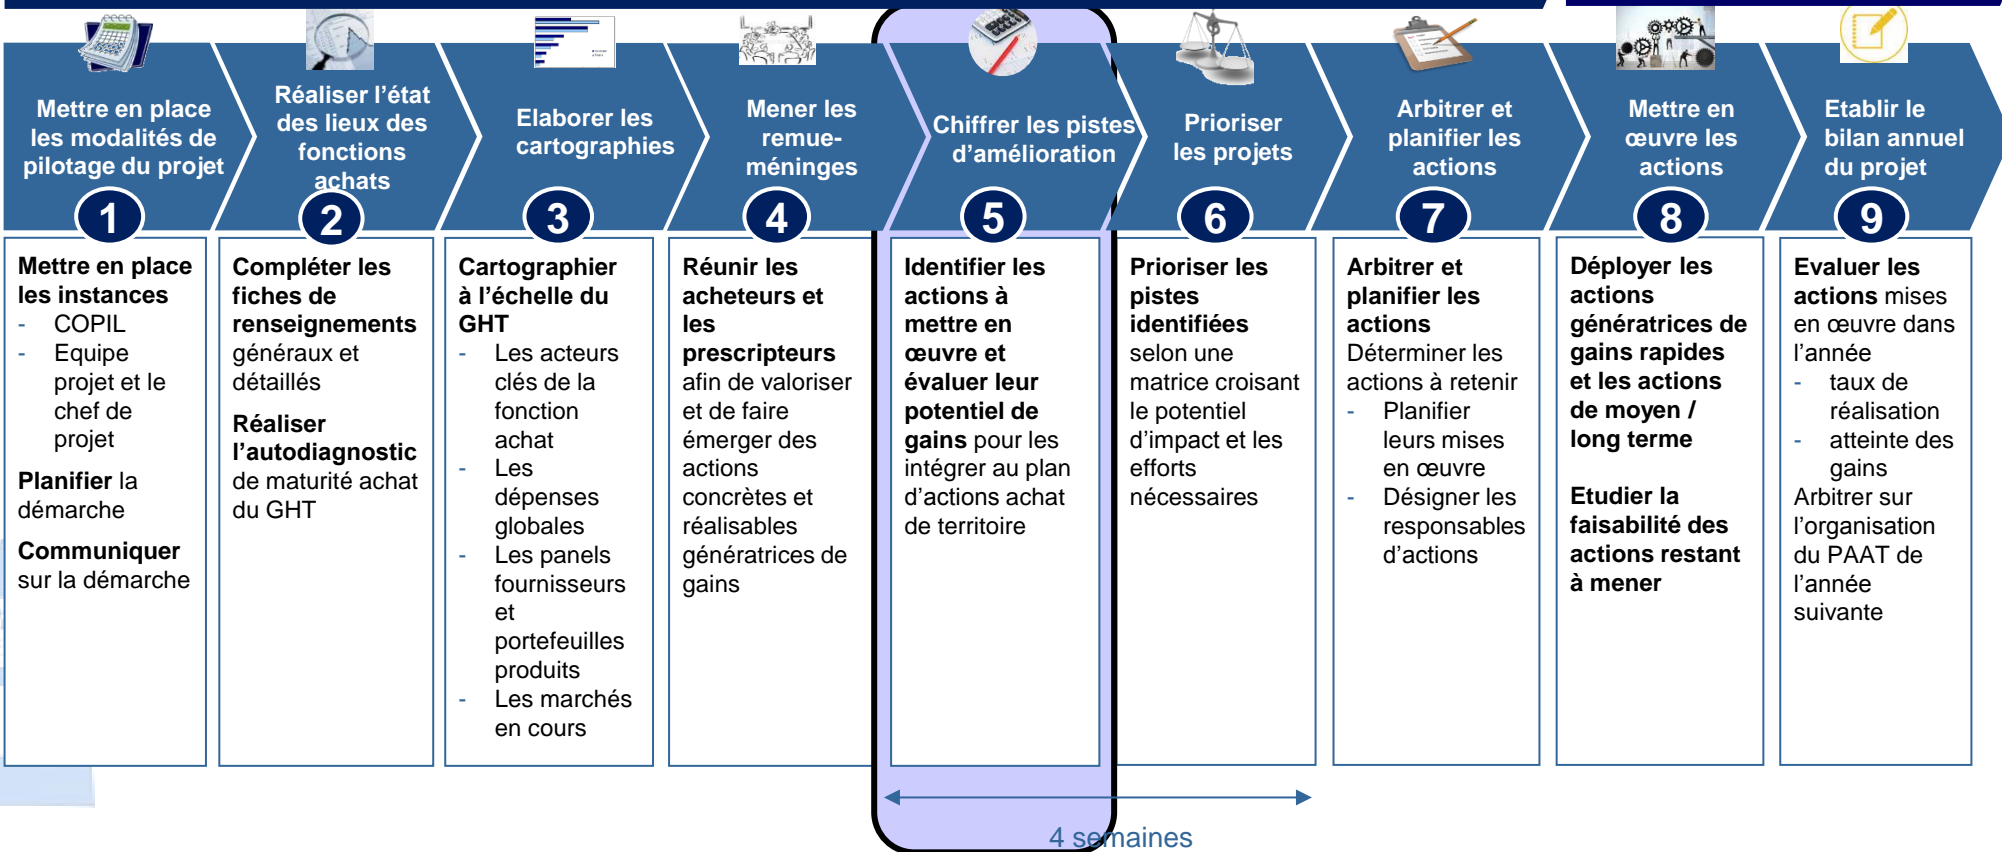 Mettre en place
les modalités de
pilotage du projet
1
Réaliser l’état
des lieux des
fonctions
achats
2
Elaborer les
cartographies
3
Mener les
remue-
méninges
4
Chiffrer les pistes
d’amélioration
5
Prioriser
les projets
6
Arbitrer et
planifier les
actions
7
Mettre en
œuvre les
actions
8
Etablir le
bilan annuel
du projet
9
Mettre en place
les instances
- COPIL
- Equipe
projet et le
chef de
projet
Planifier la
démarche
Communiquer
sur la démarche
Compléter les
fiches de
renseignements
généraux et
détaillés
Réaliser
l’autodiagnostic
de maturité achat
du GHT
Cartographier
à l’échelle du
GHT
- Les acteurs
clés de la
fonction
achat
- Les
dépenses
globales
- Les panels
fournisseurs
et
portefeuilles
produits
- Les marchés
en cours
Réunir les
acheteurs et
les
prescripteurs
afin de valoriser
et de faire
émerger des
actions
concrètes et
réalisables
génératrices de
gains
Identifier les
actions à
mettre en
œuvre et
évaluer leur
potentiel de
gains pour les
intégrer au plan
d’actions achat
de territoire
Prioriser les
pistes
identifiées
selon une
matrice croisant
le potentiel
d’impact et les
efforts
nécessaires
Arbitrer et
planifier les
actions
Déterminer les
actions à retenir
- Planifier
leurs mises
en œuvre
- Désigner les
responsables
d’actions
Déployer les
actions
génératrices de
gains rapides
et les actions
de moyen /
long terme
Etudier la
faisabilité des
actions restant
à mener
Evaluer les
actions mises
en œuvre dans
l’année
- taux de
réalisation
- atteinte des
gains
Arbitrer sur
l’organisation
du PAAT de
l’année
suivante
4 semaines